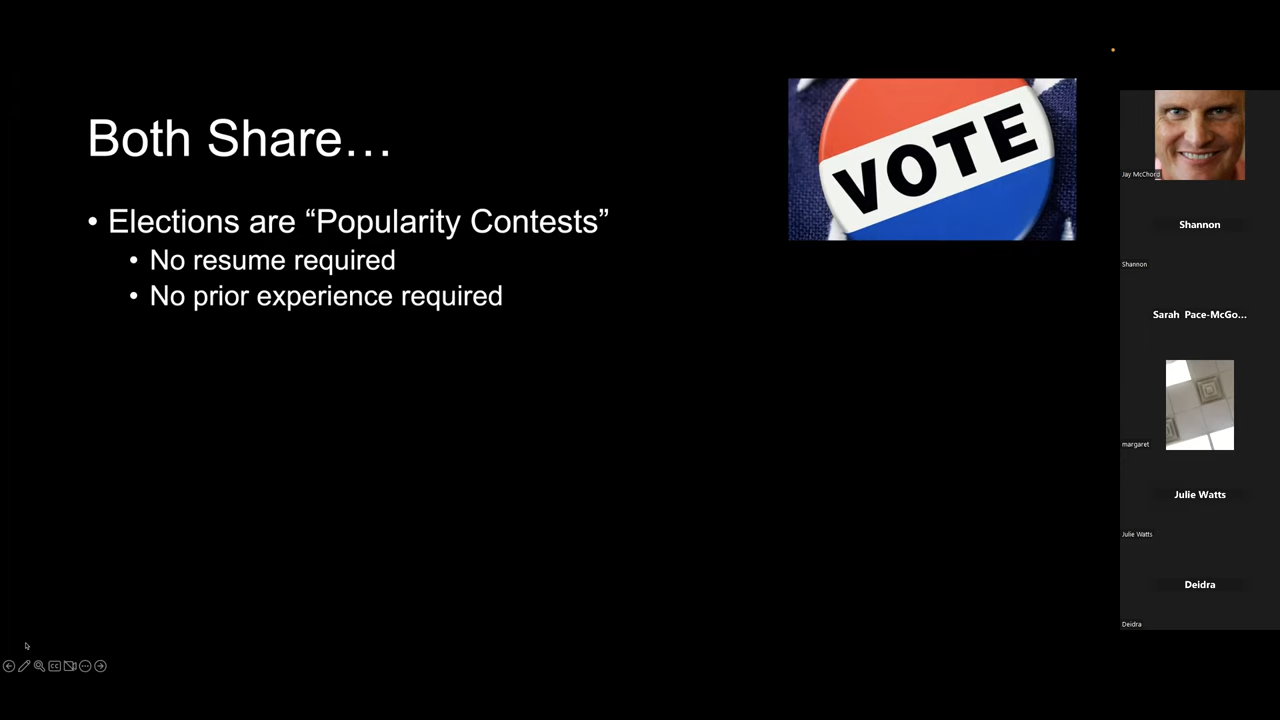 Both Share…
• Elections are “Popularity Contests”
• No resume required
• No prior experience required
VOTE
Jay McChord
Shannon
Shannon
Sarah Pace-McGo...
margaret
Julie Watts
Julie Watts
Deidra
Deidra
CC